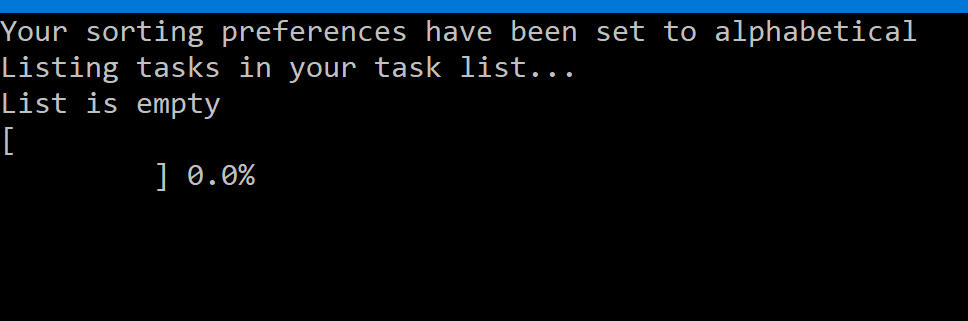 Your sorting preferences have been set to alphabetical
Listing tasks in your task list...
List is empty
[
] 0.0%